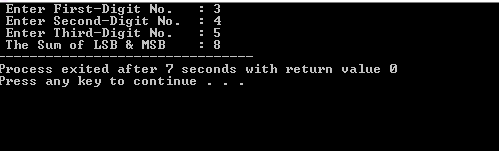 Enter First-Digit No.   : 3
Enter Second-Digit No.  : 4
Enter Third-Digit No.   : 5
The Sum of LSB & MSB    : 8
--------------------------------
Process exited after 7 seconds with return value 0
Press any key to continue . . .